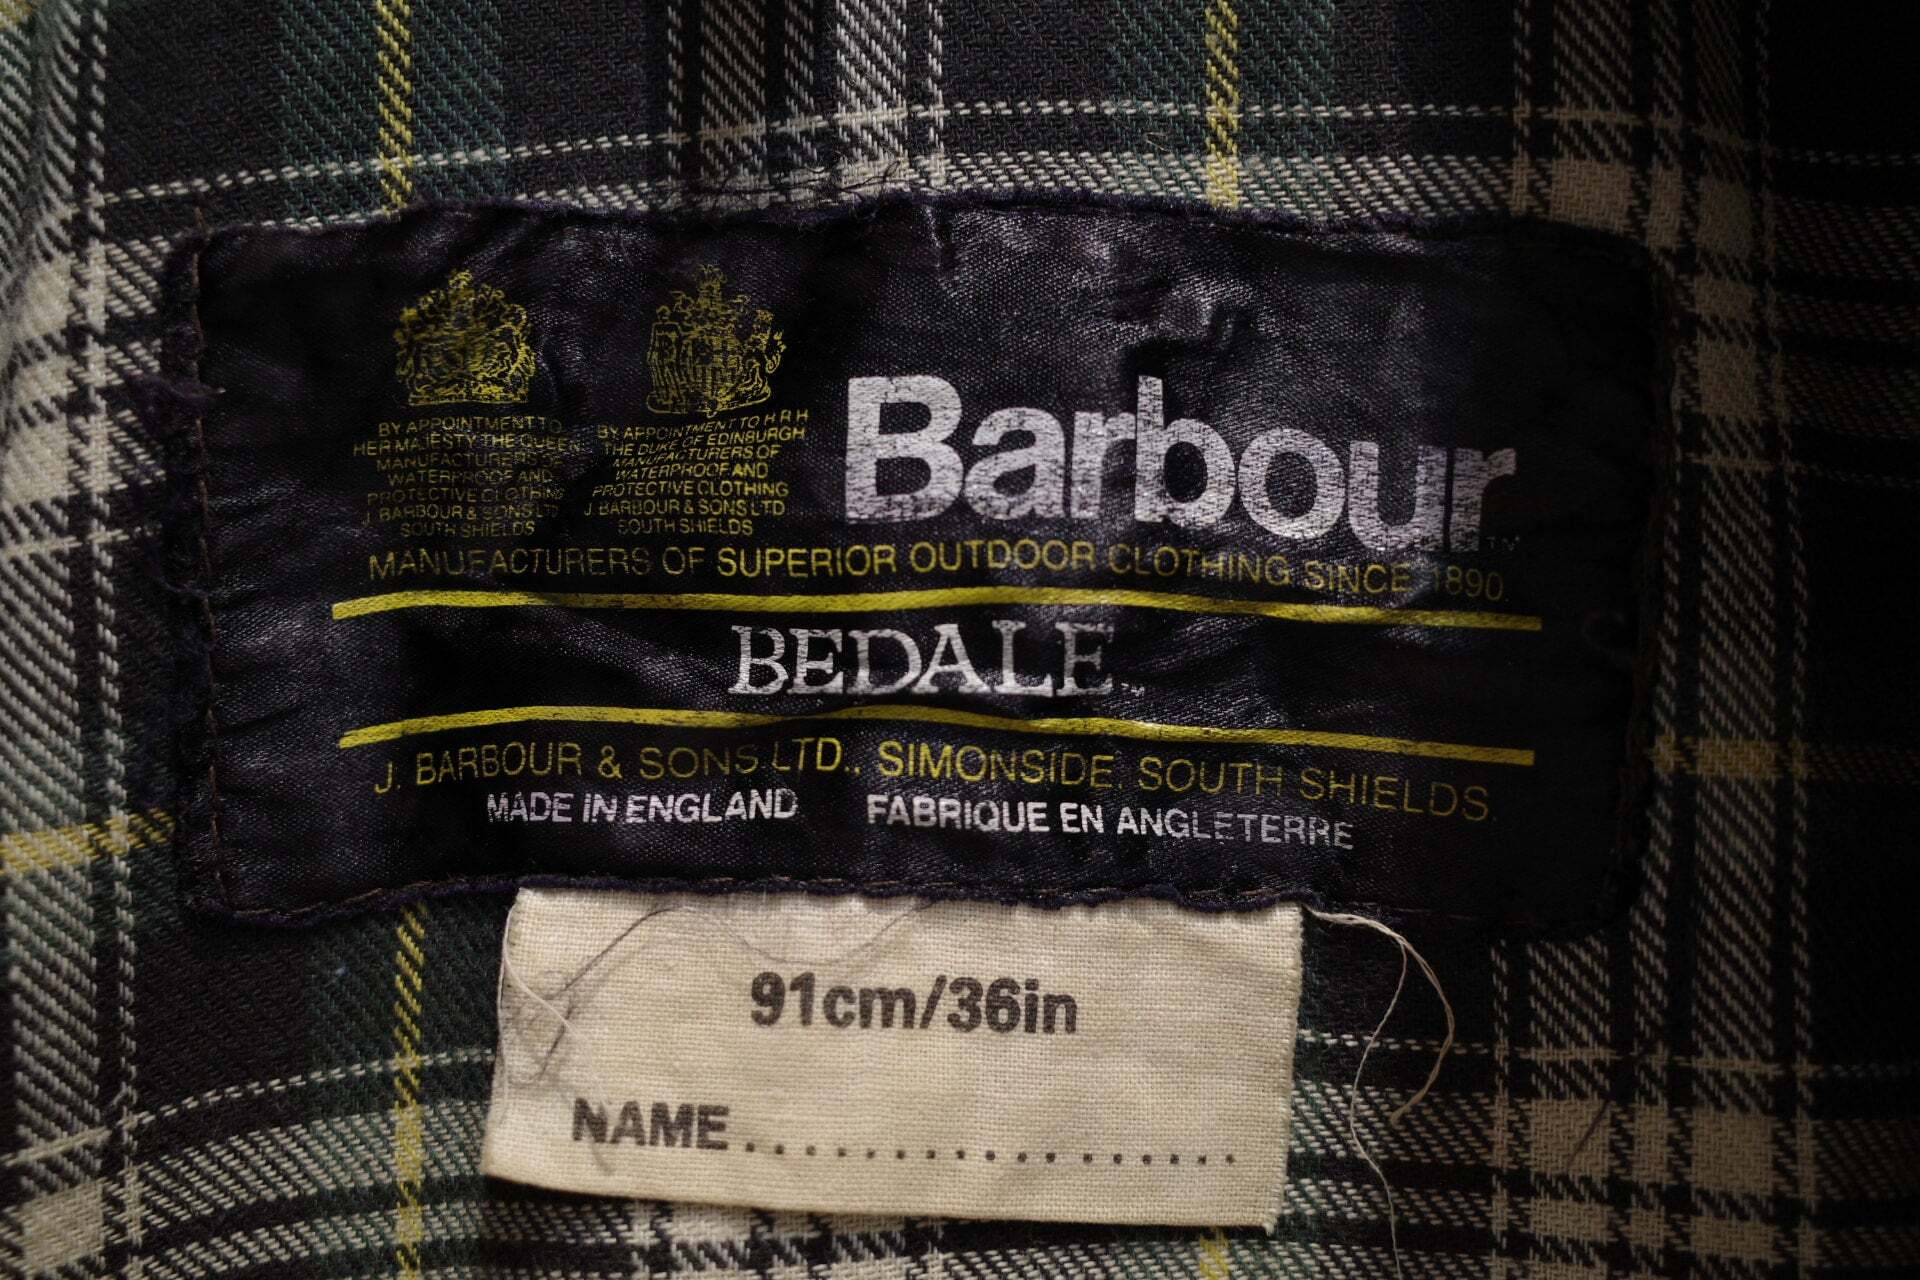 BY APPOINTMENT TO
HER MAJESTY THE QUEEN
MANUFACTURERS OF
WATERPROOF AND
PROTECTIVE CLOTHING
J BARBOUR & SONS LTD
SOUTH SHIELDS
BY APPOINTMENT TO H R H
THE DUKE OF EDINBURGH
MANUFACTURERS OF
WATERPROOF AND
PROTECTIVE CLOTHING
J BARBOUR & SONS LTD
SOUTH SHIELDS
Barbour™
MANUFACTURERS OF SUPERIOR OUTDOOR CLOTHING SINCE 1890.
BEDALE™
J. BARBOUR & SONS LTD., SIMONSIDE, SOUTH SHIELDS.
MADE IN ENGLAND FABRIQUE EN ANGLETERRE
91cm/36in
NAME..................